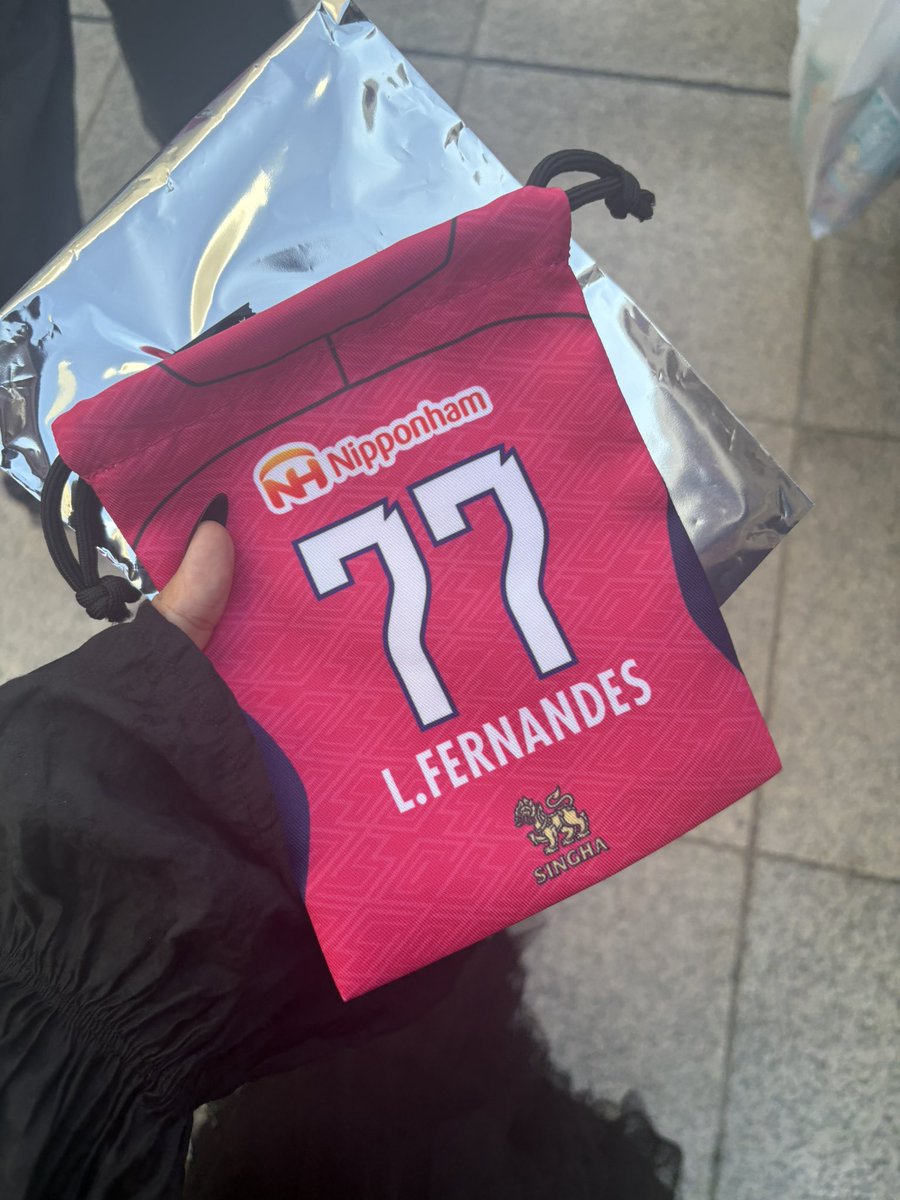 NH Nipponham
77
L.FERNANDES
SINGHA